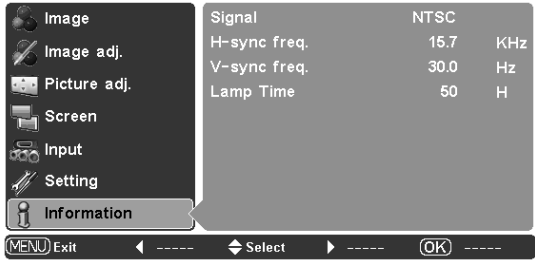 Image
Image adj.
Picture adj.
Screen
Input
Setting
Information
Signal NTSC
H-sync freq. 15.7 KHz
V-sync freq. 30.0 Hz
Lamp Time 50 H
MENU Exit ----- Select ----- OK -----